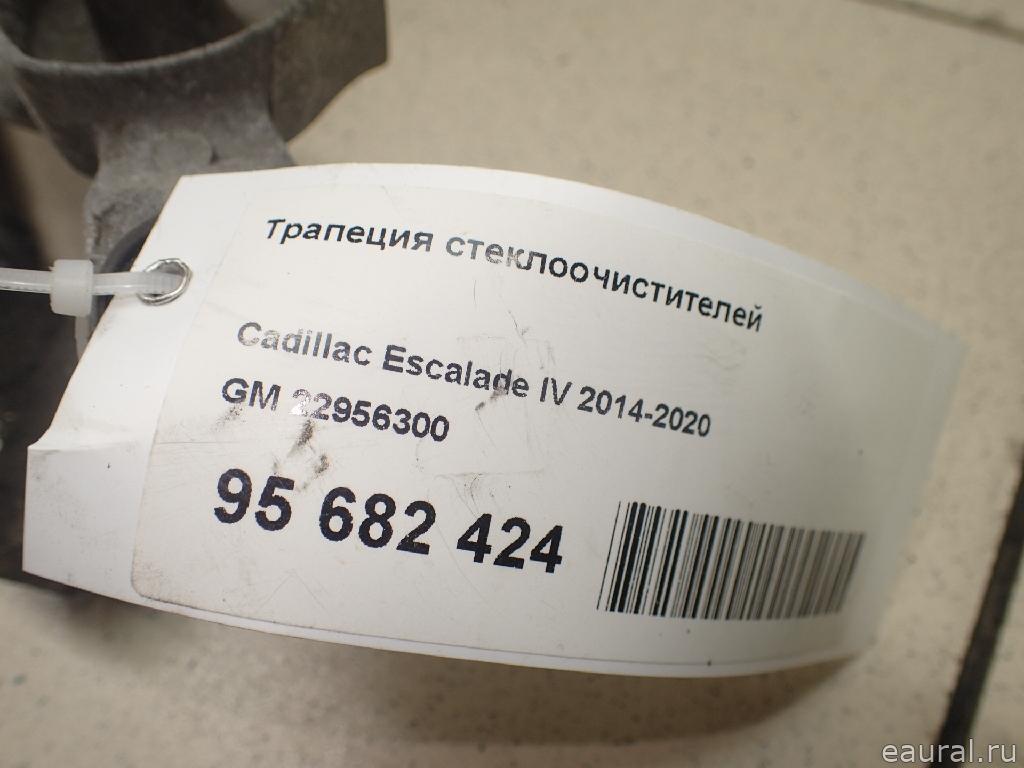 Трапеция стеклоочистителей
Cadillac Escalade IV 2014-2020
GM 22956300
95 682 424
eaural.ru